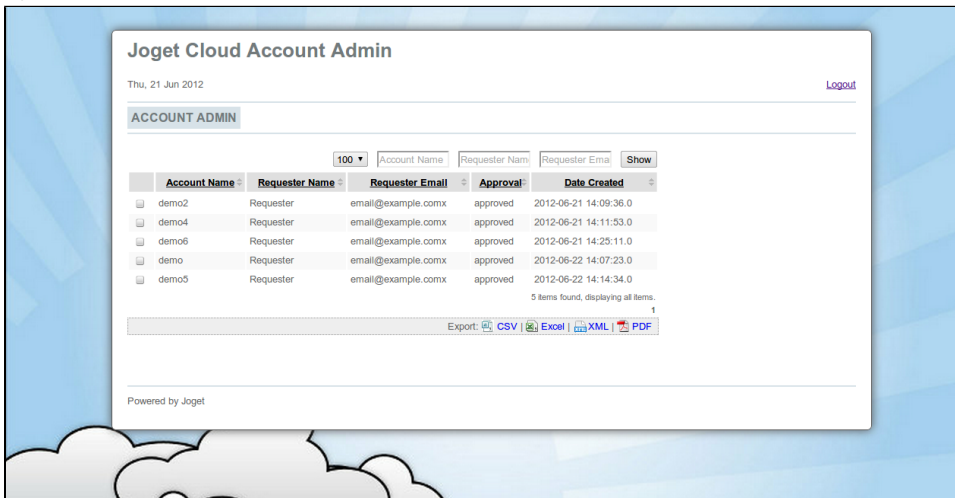 Joget Cloud Account Admin
Thu, 21 Jun 2012 Logout
ACCOUNT ADMIN
100 Account Name Requester Nam Requester Emai Show
Account Name Requester Name Requester Email Approval Date Created
demo2 Requester email@example.comx approved 2012-06-21 14:09:36.0
demo4 Requester email@example.comx approved 2012-06-21 14:11:53.0
demo6 Requester email@example.comx approved 2012-06-21 14:25:11.0
demo Requester email@example.comx approved 2012-06-22 14:07:23.0
demo5 Requester email@example.comx approved 2012-06-22 14:14:34.0
5 items found, displaying all items.
1
Export: CSV | Excel | XML | PDF
Powered by Joget